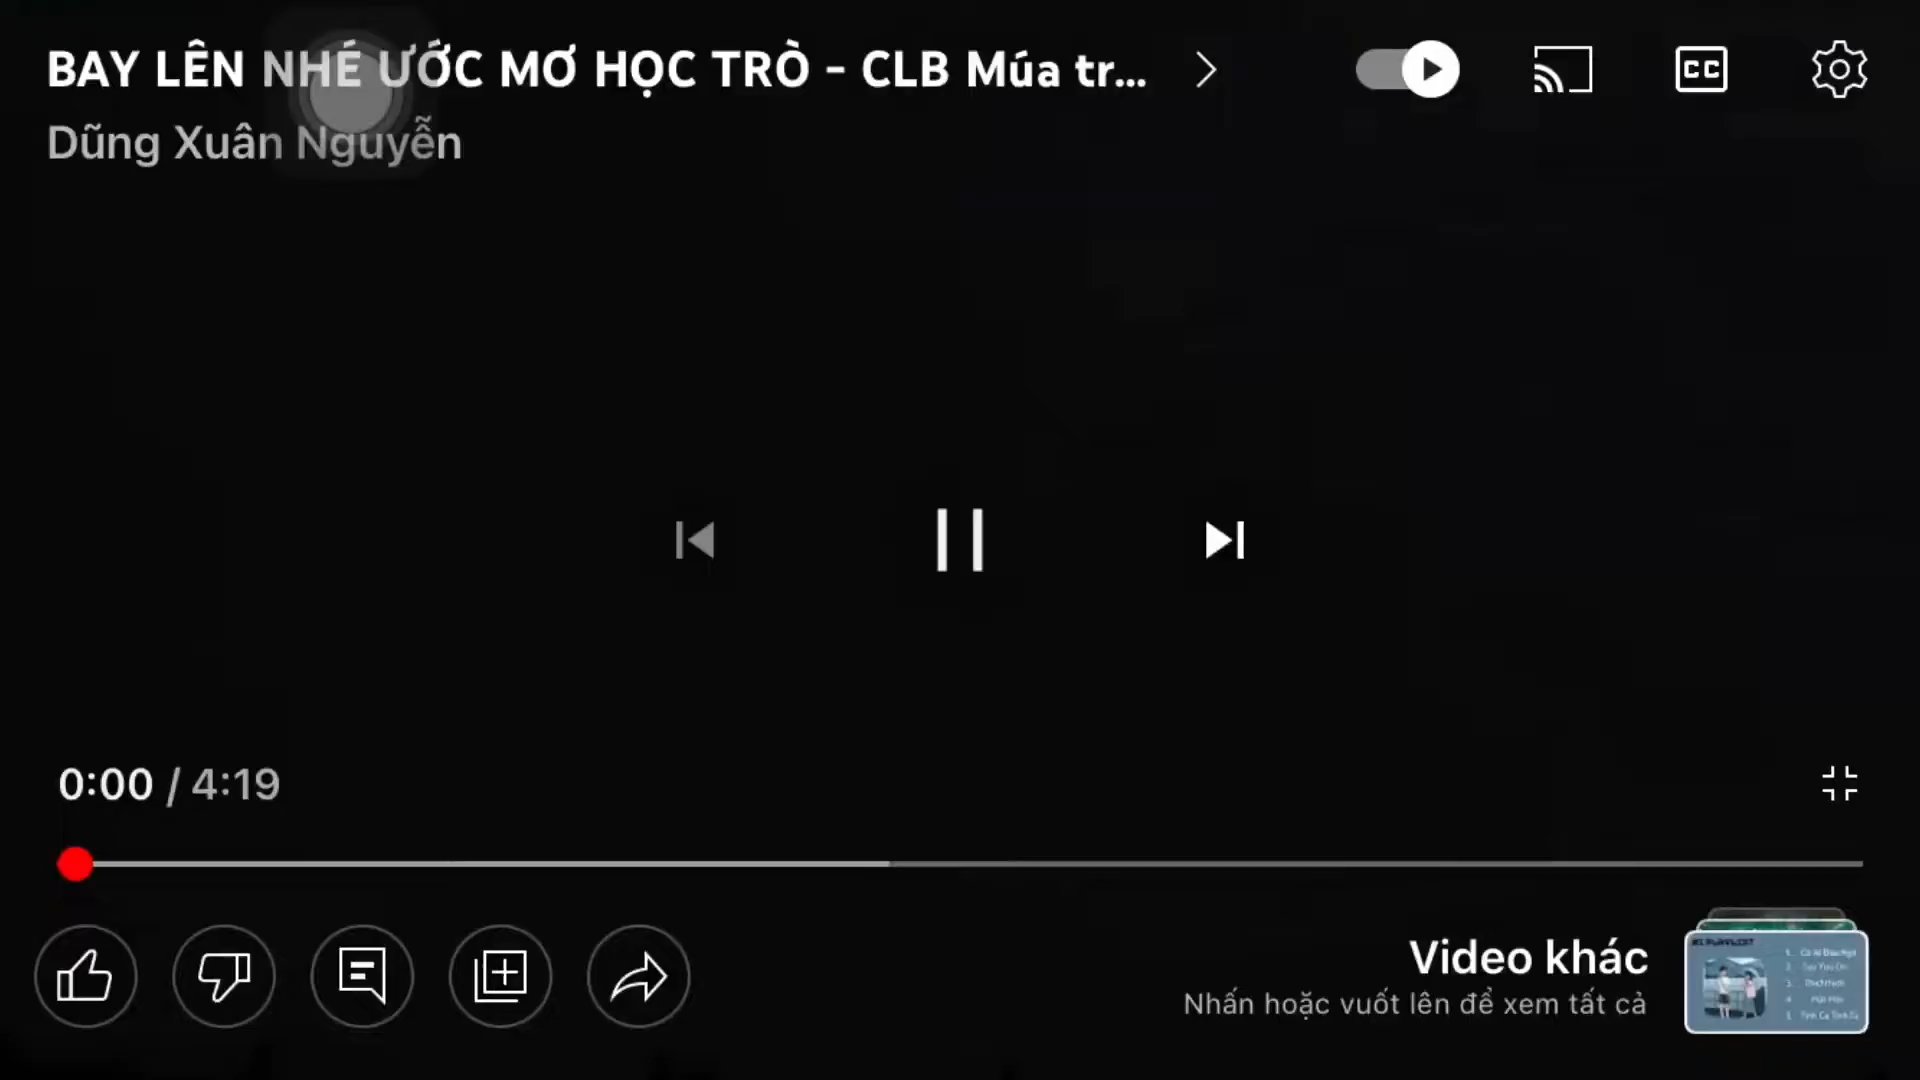 BAY LÊN NHÉ ƯỚC MƠ HỌC TRÒ - CLB Múa tr...
Dũng Xuân Nguyễn
CC
0:00 / 4:19
Video khác
Nhấn hoặc vuốt lên để xem tất cả